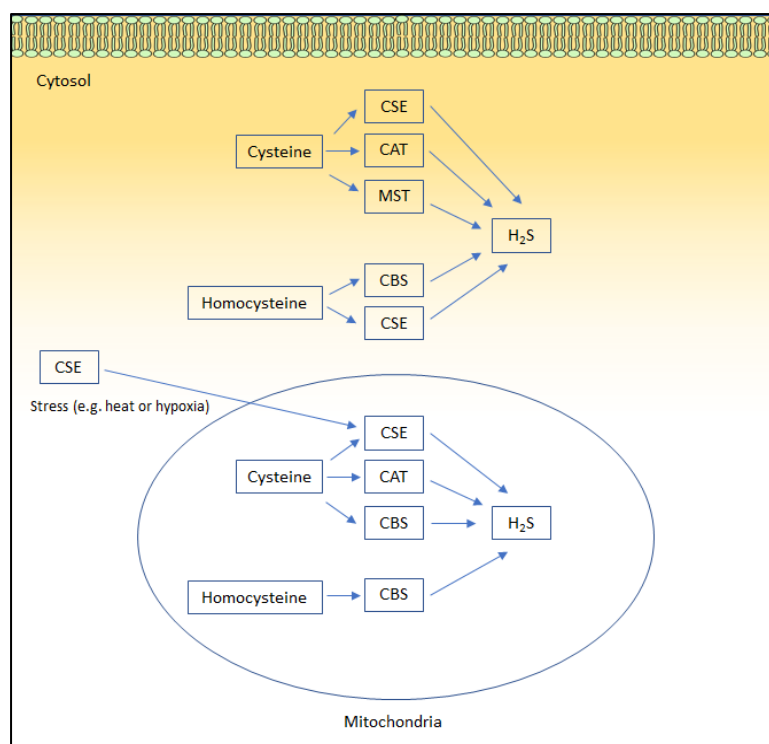 Cytosol
CSE
Cysteine
CAT
MST
H₂S
CBS
Homocysteine
CSE
CSE
Stress (e.g. heat or hypoxia)
CSE
Cysteine
CAT
CBS
H₂S
Homocysteine
CBS
Mitochondria